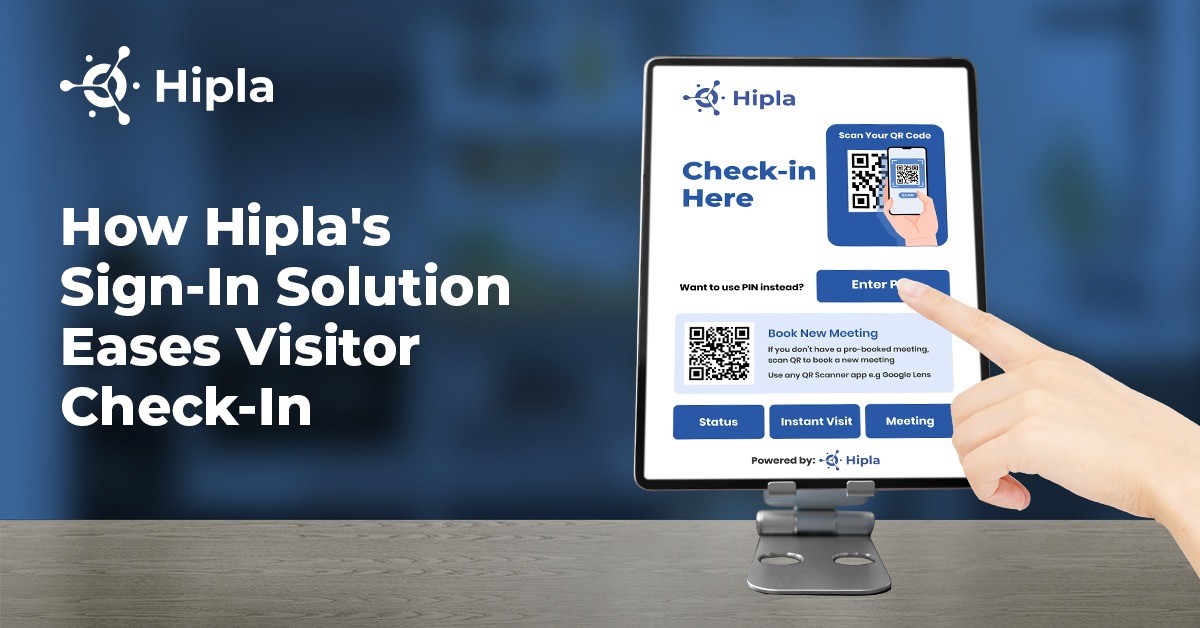 Hipla
How Hipla's
Sign-In Solution
Eases Visitor
Check-In
Hipla
Scan Your QR Code
Check-in
Here
SCAN
Want to use PIN instead?
Enter
Book New Meeting
If you don't have a pre-booked meeting,
scan QR to book a new meeting
Use any QR Scanner app e.g Google Lens
Status
Instant Visit
Meeting
Powered by:
Hipla